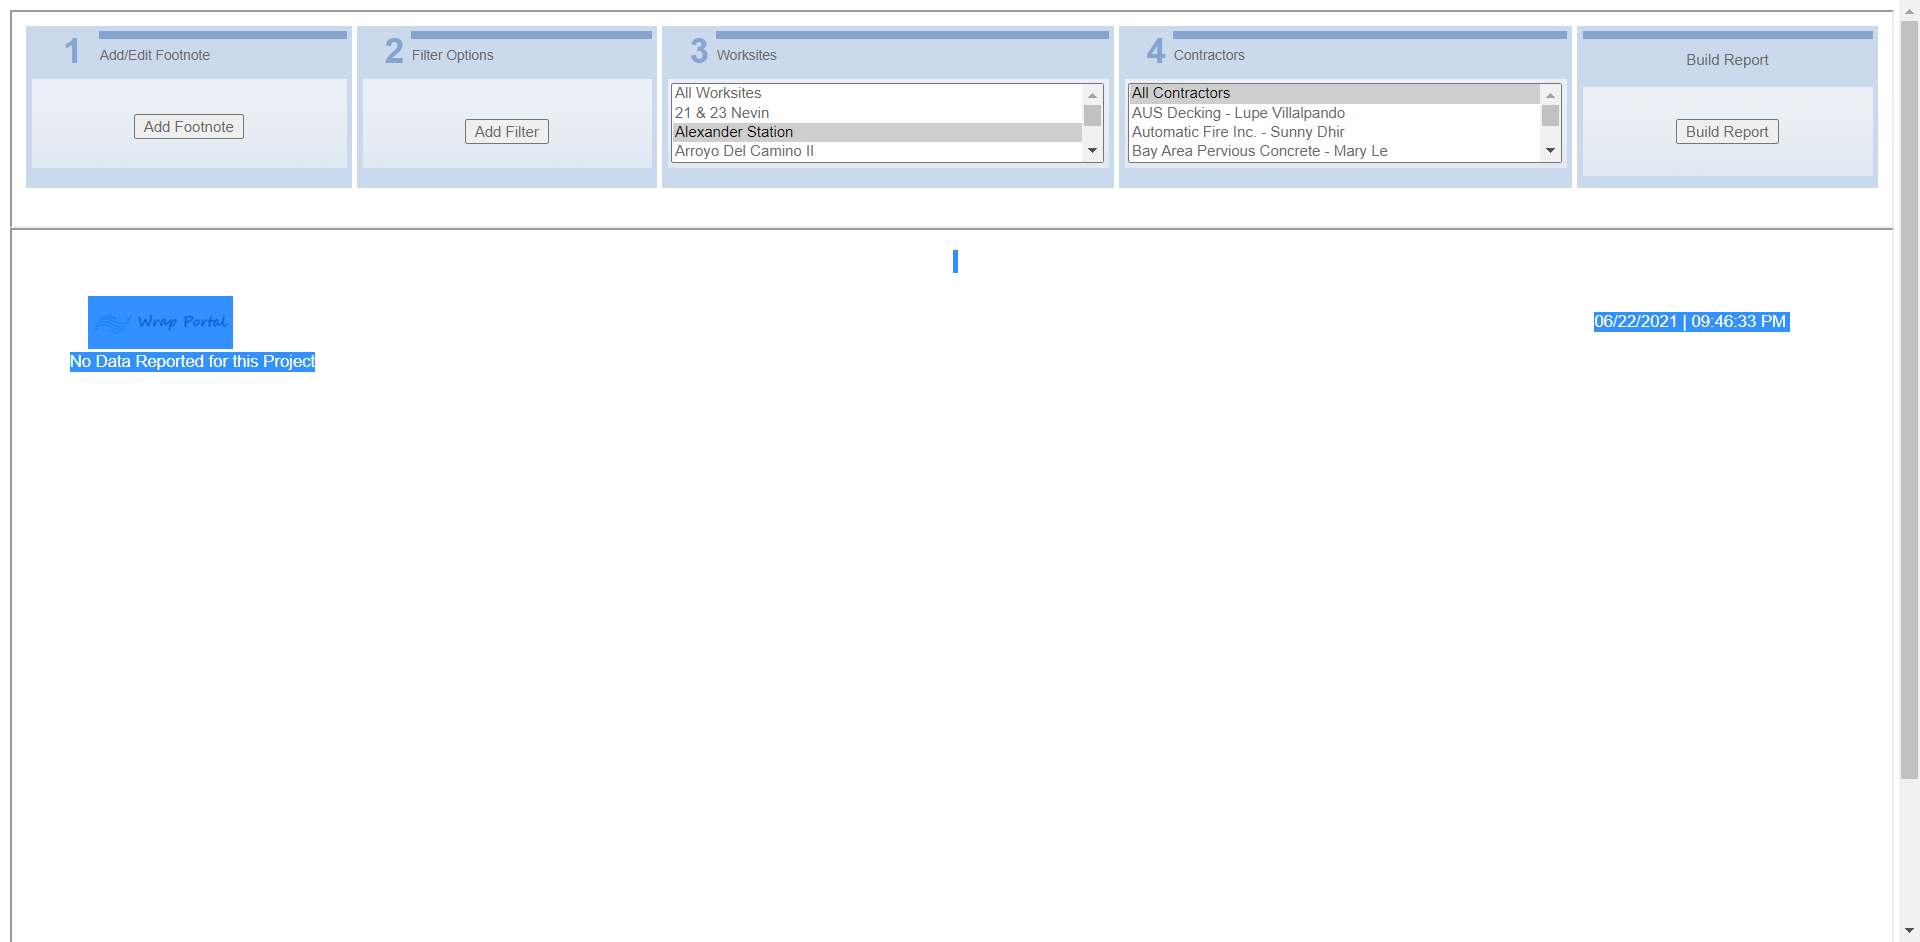 1 Add/Edit Footnote
Add Footnote
2 Filter Options
Add Filter
3 Worksites
All Worksites
21 & 23 Nevin
Alexander Station
Arroyo Del Camino II
4 Contractors
All Contractors
AUS Decking - Lupe Villalpando
Automatic Fire Inc. - Sunny Dhir
Bay Area Pervious Concrete - Mary Le
Build Report
Build Report
Wrap Portal
06/22/2021 | 09:46:33 PM
No Data Reported for this Project